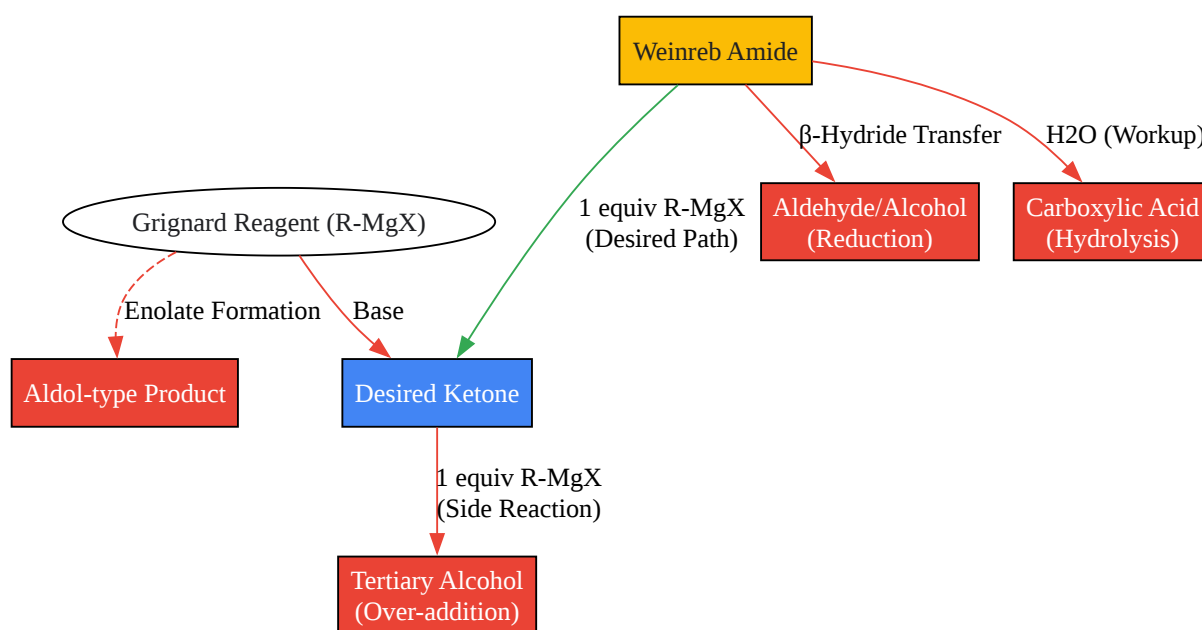 Weinreb Amide
β-Hydride Transfer
H2O (Workup)
1 equiv R-MgX
(Desired Path)
Aldehyde/Alcohol
(Reduction)
Carboxylic Acid
(Hydrolysis)
Grignard Reagent (R-MgX)
Enolate Formation
Base
Aldol-type Product
Desired Ketone
1 equiv R-MgX
(Side Reaction)
Tertiary Alcohol
(Over-addition)